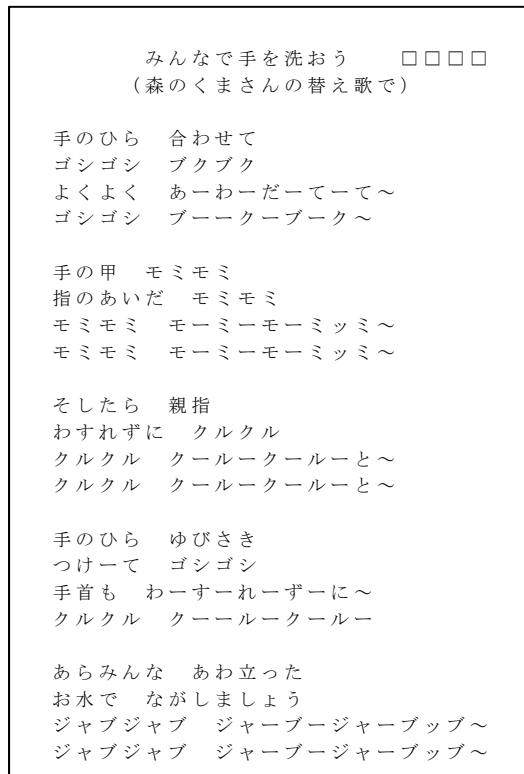 みんなで手を洗おう　　□□□□
（森のくまさんの替え歌で）
手のひら　合わせて
ゴシゴシ　ブクブク
よくよく　あーわーだーてーて～
ゴシゴシ　ブーークーブーク～
手の甲　モミモミ
指のあいだ　モミモミ
モミモミ　モーミーモーミッミ～
モミモミ　モーミーモーミッミ～
そしたら　親指
わすれずに　クルクル
クルクル　クールークールーと～
クルクル　クールークールーと～
手のひら　ゆびさき
つけーて　ゴシゴシ
手首も　わーすーれーずーに～
クルクル　クーールークールー
あらみんな　あわ立った
お水で　ながしましょう
ジャブジャブ　ジャーブージャーブッブ～
ジャブジャブ　ジャーブージャーブッブ～